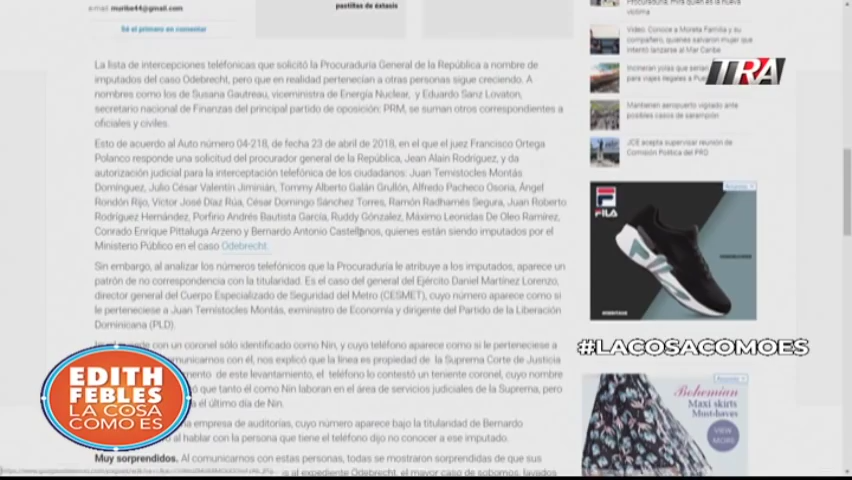 e-mail: muribe44@gmail.com
Sé el primero en comentar
pastillas de éxtasis
La lista de intercepciones telefónicas que solicitó la Procuraduría General de la República a nombre de
imputados del caso Odebrecht, pero que en realidad pertenecían a otras personas sigue creciendo. A
nombres como los de Susana Gautreau, viceministra de Energía Nuclear, y Eduardo Sanz Lovaton,
secretario nacional de Finanzas del principal partido de oposición; PRM, se suman otros correspondientes a
oficiales y civiles.
Esto de acuerdo al Auto número 04-218, de fecha 23 de abril de 2018, en el que el juez Francisco Ortega
Polanco responde una solicitud del procurador general de la República, Jean Alain Rodríguez, y da
autorización judicial para la interceptación telefónica de los ciudadanos: Juan Temístocles Montás
Domínguez, Julio César Valentín Jiminián, Tommy Alberto Galán Grullón, Alfredo Pacheco Osoria, Ángel
Rondón Rijo, Víctor José Díaz Rúa, César Domingo Sánchez Torres, Ramón Radhamés Segura, Juan Roberto
Rodríguez Hernández, Porfirio Andrés Bautista García, Ruddy Gónzalez, Máximo Leonidas De Oleo Ramírez,
Conrado Enrique Pittaluga Arzeno y Bernardo Antonio Castellanos, quienes están siendo imputados por el
Ministerio Público en el caso Odebrecht.
Sin embargo, al analizar los números telefónicos que la Procuraduría le atribuye a los imputados, aparece un
patrón de no correspondencia con la titularidad. Es el caso del general del Ejército Daniel Martínez Lorenzo,
director general del Cuerpo Especializado de Seguridad del Metro (CESMET), cuyo número aparece como si
le perteneciese a Juan Temístocles Montás, exministro de Economía y dirigente del Partido de la Liberación
Dominicana (PLD).
con un coronel sólo identificado como Nin, y cuyo teléfono aparece como si le perteneciese a
comunicarnos con él, nos explicó que la línea es propiedad de la Suprema Corte de Justicia
de este levantamiento, el teléfono lo contestó un teniente coronel, cuyo nombre
que tanto él como Nin laboran en el área de servicios judiciales de la Suprema, pero
el último día de Nin.
empresa de auditorías, cuyo número aparece bajo la titularidad de Bernardo
al hablar con la persona que tiene el teléfono dijo no conocer a ese imputado.
Muy sorprendidos. Al comunicarnos con estas personas, todas se mostraron sorprendidas de que sus
al expediente Odebrecht, el mayor caso de sobornos, lavados
Procuraduría; mira quién es la nueva
víctima
Video: Conoce a Moreta Familia y su
compañero, quienes salvaron mujer que
intentó lanzarse al Mar Caribe
Incineran yolas que serían
para viajes ilegales a
Mantienen aeropuerto vigilado ante
posibles casos de sarampión
JCE acepta supervisar reunión de
Comisión Política del PRD
TRA
FILA
#LACOSACOMOES
Bohemian
Maxi skirts
Must-haves
VIEW
MORE
EDITH
FEBLES
LA COSA
COMO ES